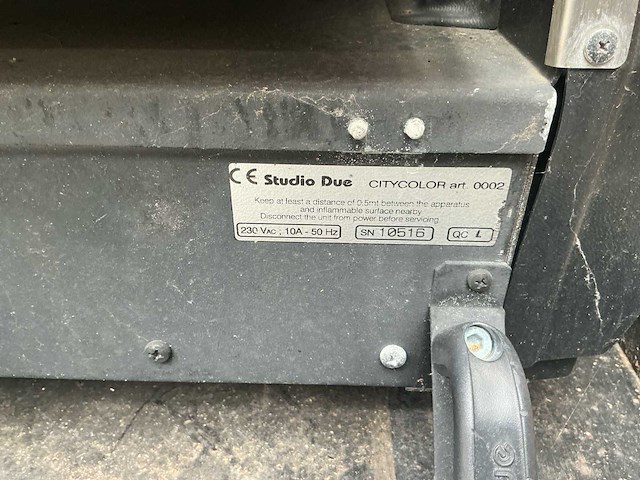 CE Studio Due® CITYCOLOR art. 0002
Keep at least a distance of 0,5mt between the apparatus
and inflammable surface nearby
Disconnect the unit from power before servicing
230 VAC ; 10A - 50 Hz SN 10516 QC L